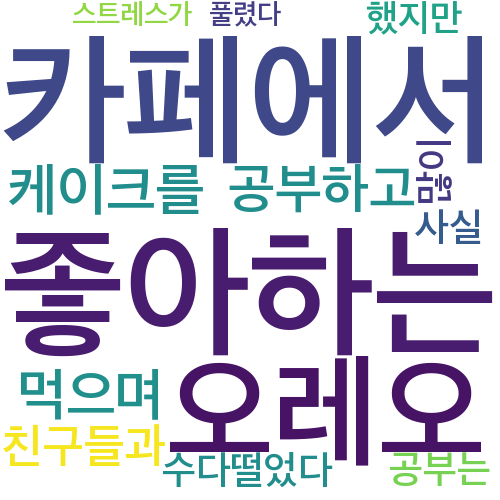 스트레스가 풀렸다 했지만
카페에서
케이크를 공부하고
사실
좋아하는
먹으며 오레오
친구들과
수다떨었다 공부는